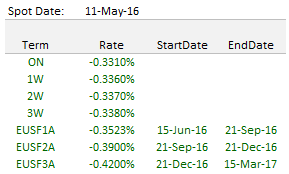 Spot Date: 11-May-16
Term Rate StartDate EndDate
ON -0.3310%
1W -0.3360%
2W -0.3370%
3W -0.3380%
EUSF1A -0.3523% 15-Jun-16 21-Sep-16
EUSF2A -0.3900% 21-Sep-16 21-Dec-16
EUSF3A -0.4200% 21-Dec-16 15-Mar-17